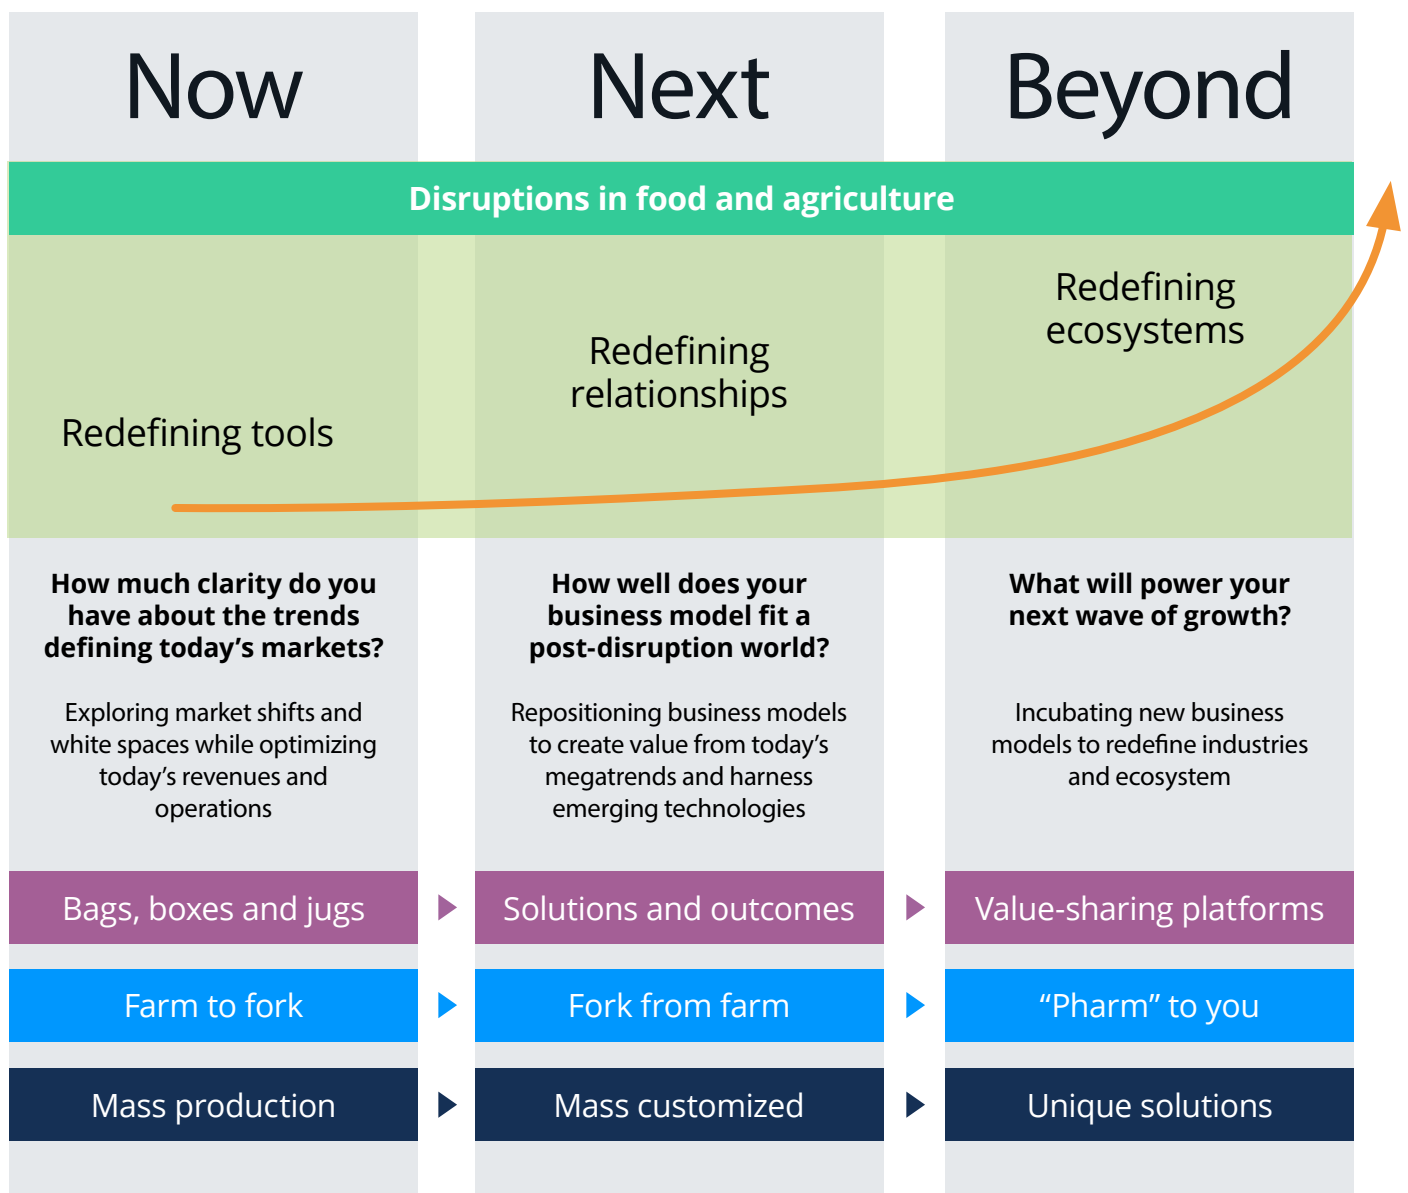 Now
Next
Beyond
Disruptions in food and agriculture
Redefining tools
Redefining
relationships
Redefining
ecosystems
How much clarity do you
have about the trends
defining today’s markets?
Exploring market shifts and
white spaces while optimizing
today’s revenues and
operations
How well does your
business model fit a
post-disruption world?
Repositioning business models
to create value from today’s
megatrends and harness
emerging technologies
What will power your
next wave of growth?
Incubating new business
models to redefine industries
and ecosystem
Bags, boxes and jugs
Solutions and outcomes
Value-sharing platforms
Farm to fork
Fork from farm
“Pharm” to you
Mass production
Mass customized
Unique solutions